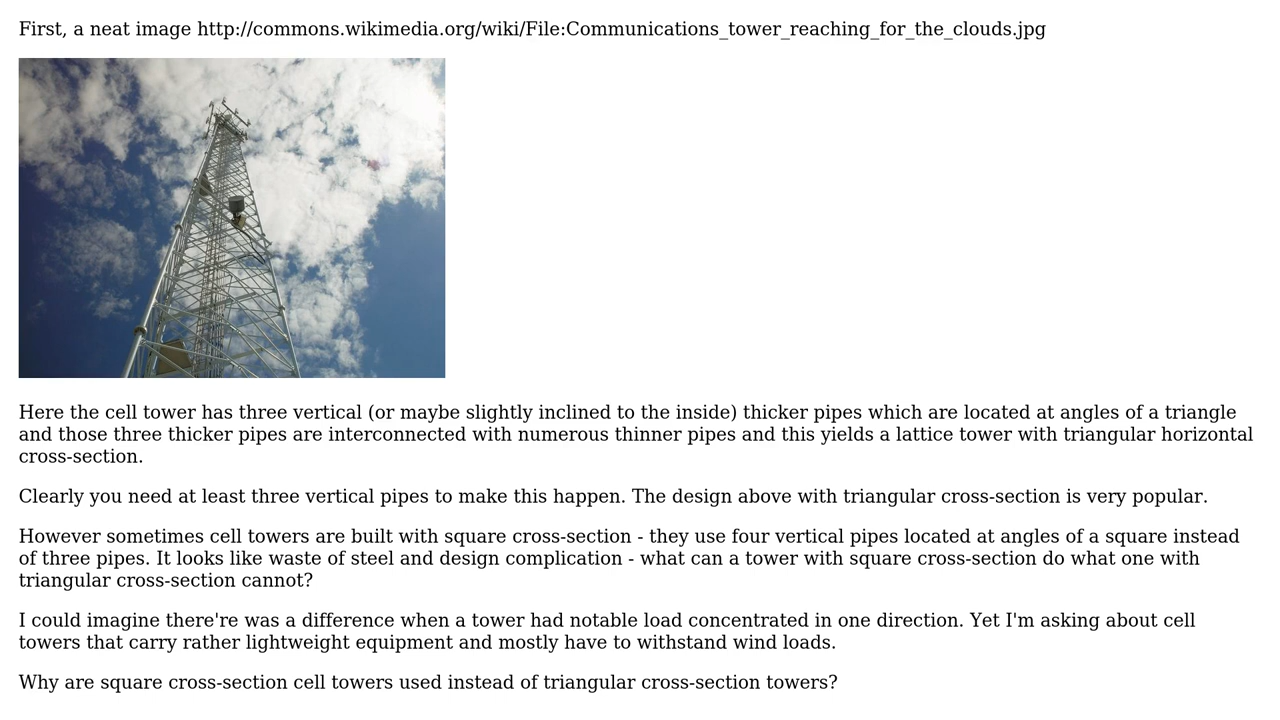 First, a neat image http://commons.wikimedia.org/wiki/File:Communications_tower_reaching_for_the_clouds.jpg
Here the cell tower has three vertical (or maybe slightly inclined to the inside) thicker pipes which are located at angles of a triangle
and those three thicker pipes are interconnected with numerous thinner pipes and this yields a lattice tower with triangular horizontal
cross-section.
Clearly you need at least three vertical pipes to make this happen. The design above with triangular cross-section is very popular.
However sometimes cell towers are built with square cross-section - they use four vertical pipes located at angles of a square instead
of three pipes. It looks like waste of steel and design complication - what can a tower with square cross-section do what one with
triangular cross-section cannot?
I could imagine there're was a difference when a tower had notable load concentrated in one direction. Yet I'm asking about cell
towers that carry rather lightweight equipment and mostly have to withstand wind loads.
Why are square cross-section cell towers used instead of triangular cross-section towers?